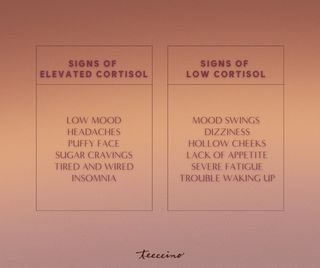 SIGNS OF
ELEVATED CORTISOL
LOW MOOD
HEADACHES
PUFFY FACE
SUGAR CRAVINGS
TIRED AND WIRED
INSOMNIA
SIGNS OF
LOW CORTISOL
MOOD SWINGS
DIZZINESS
HOLLOW CHEEKS
LACK OF APPETITE
SEVERE FATIGUE
TROUBLE WAKING UP
teeccino